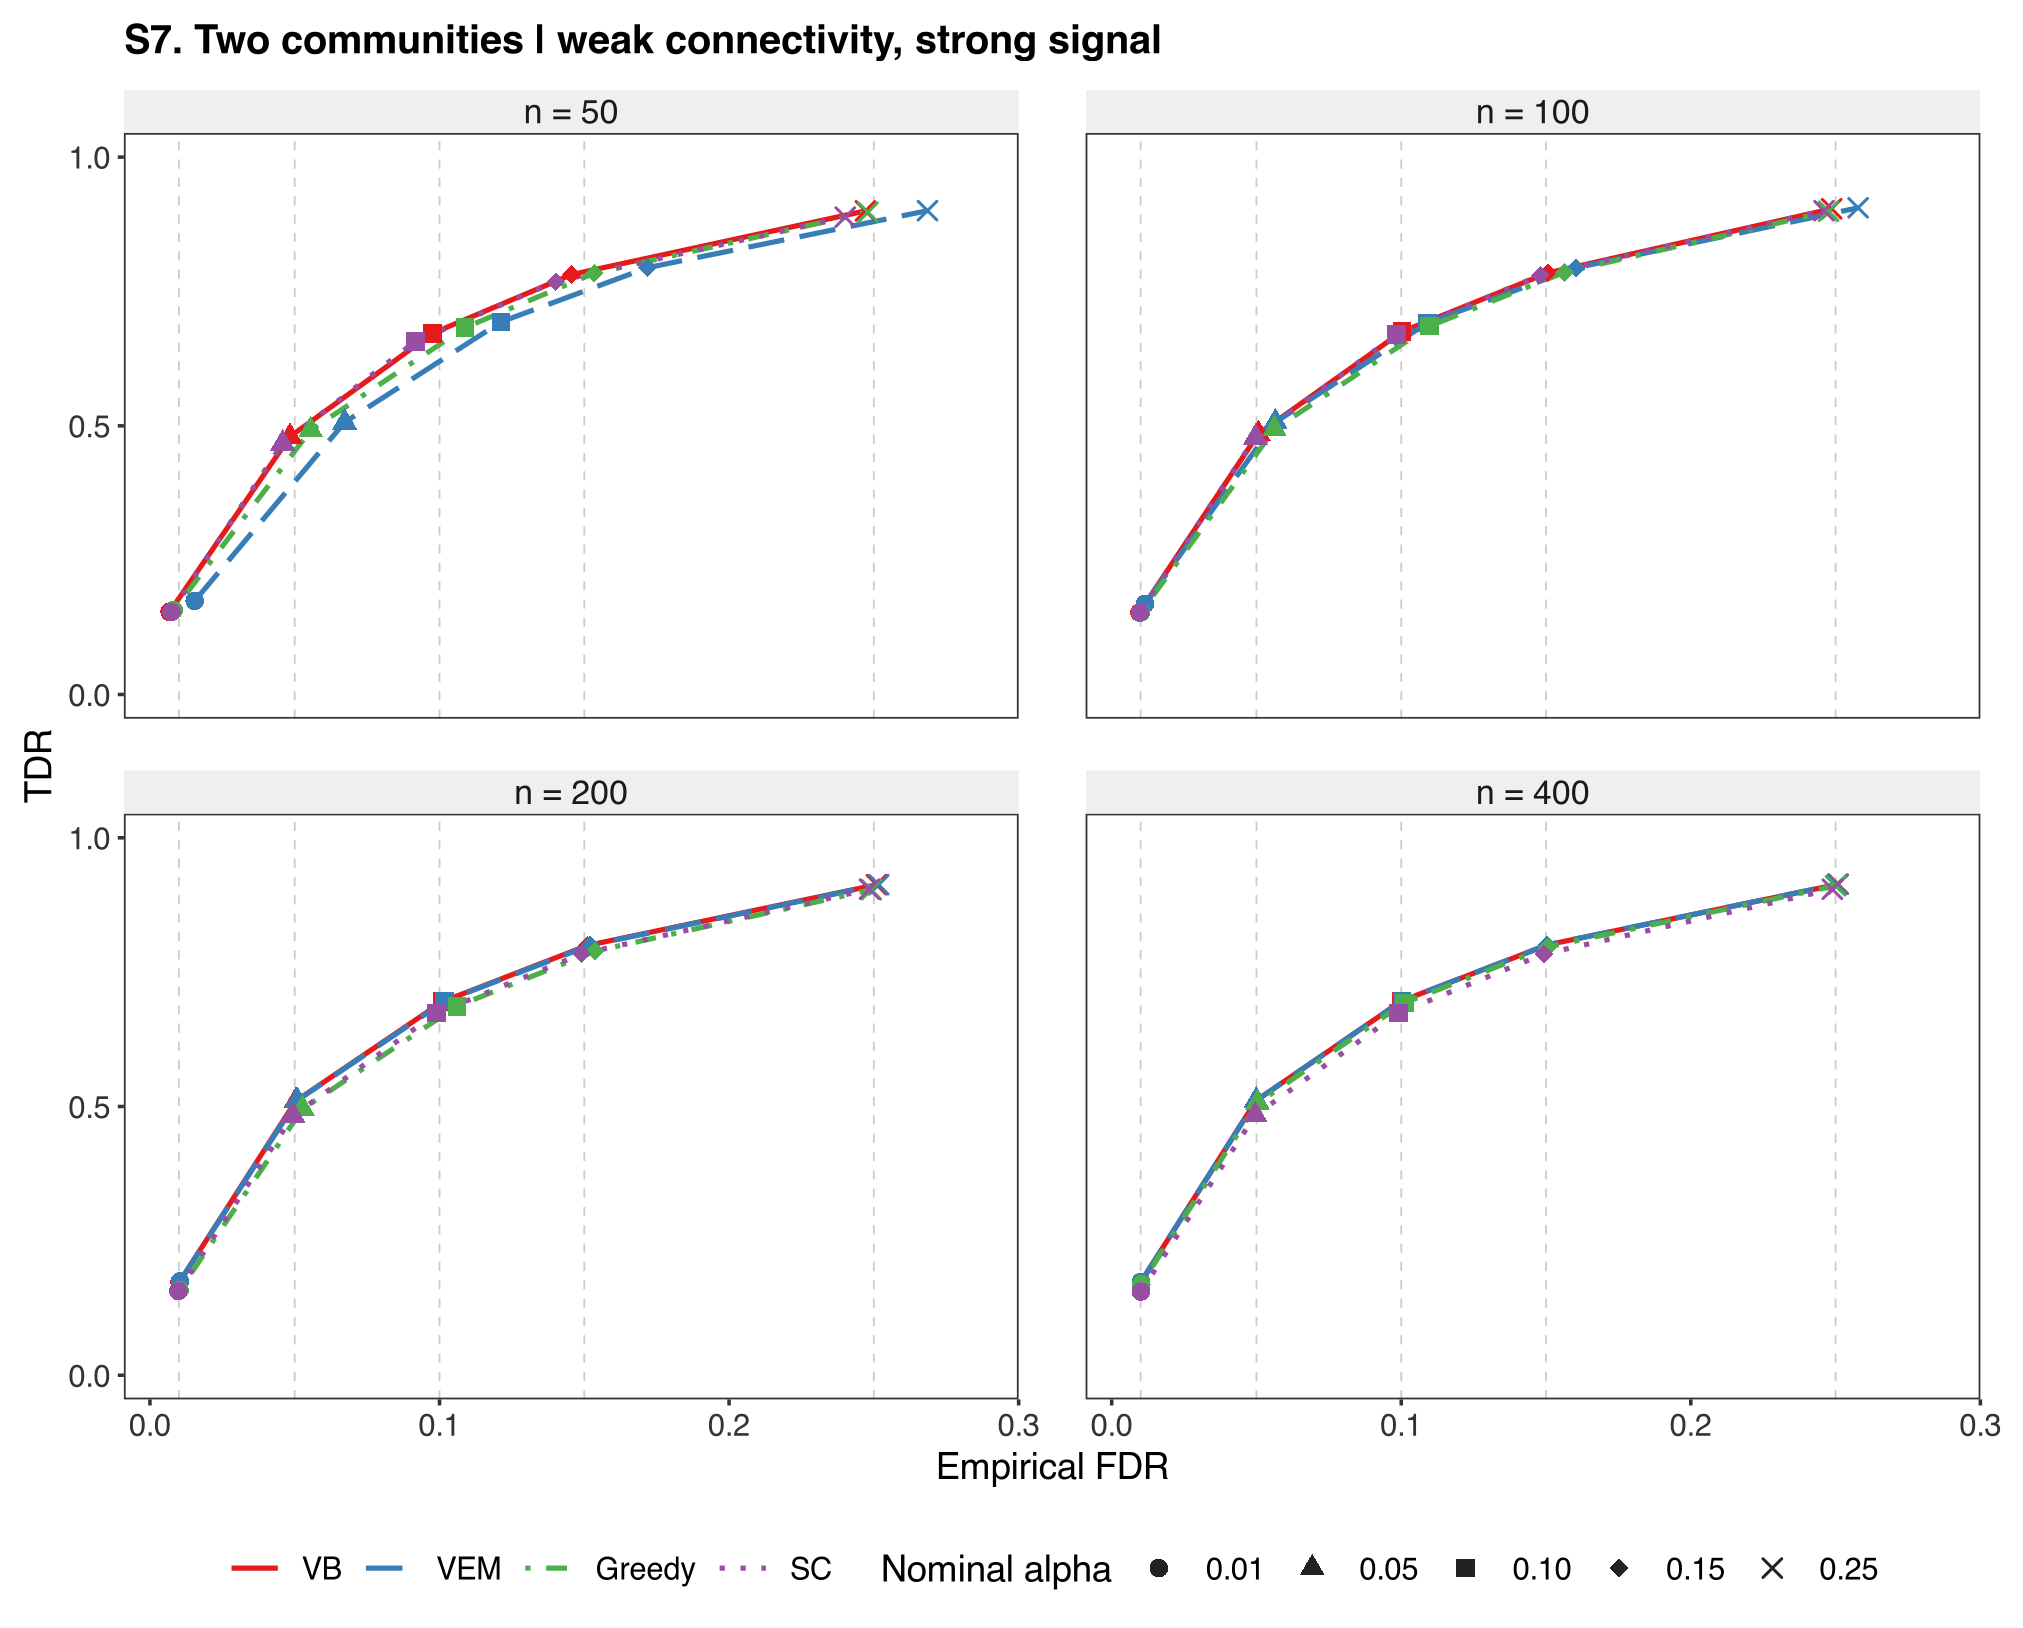 S7. Two communities | weak connectivity, strong signal
n = 50
n = 100
1.0
0.5
0.0
TDR
n = 200
n = 400
1.0
0.5
0.0
0.0 0.1 0.2 0.3 0.0 0.1 0.2 0.3
Empirical FDR
VB VEM Greedy SC Nominal alpha 0.01 0.05 0.10 0.15 0.25